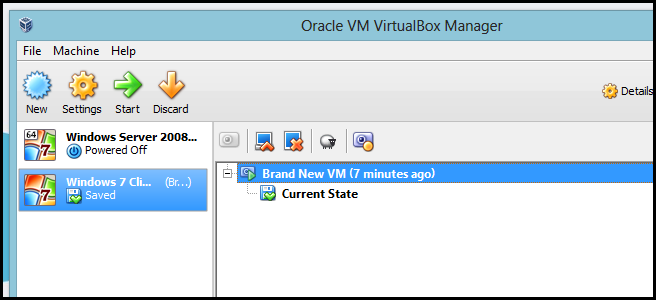 Oracle VM VirtualBox Manager
File Machine Help
New Settings Start Discard
Details
64 Windows Server 2008...
7 Powered Off
Windows 7 Cli... (Br...)
7 Saved
Brand New VM (7 minutes ago)
Current State